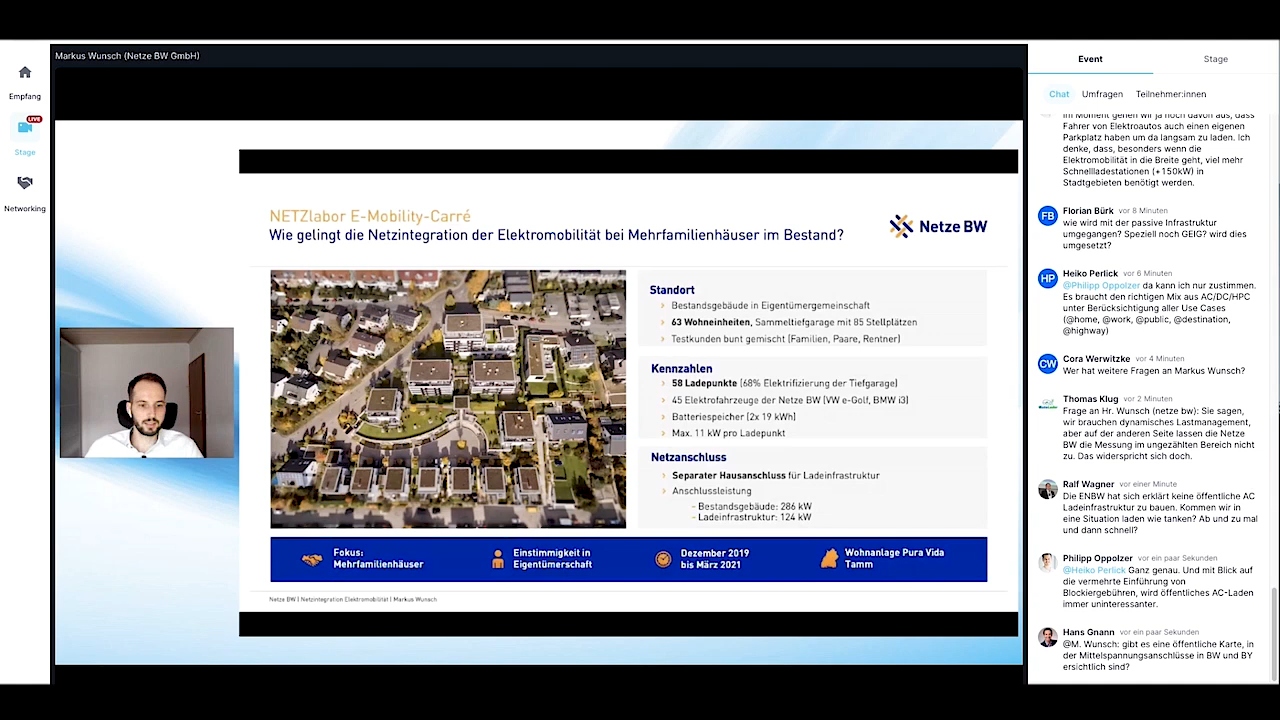 Markus Wunsch (Netze BW GmbH)
Empfang
LIVE
Stage
Networking
NETZlabor E-Mobility-Carré
Wie gelingt die Netzintegration der Elektromobilität bei Mehrfamilienhäuser im Bestand?
Netze BW
Standort
Bestandsgebäude in Eigentümergemeinschaft
63 Wohneinheiten, Sammeltiefgarage mit 85 Stellplätzen
Testkunden bunt gemischt (Familien, Paare, Rentner)
Kennzahlen
58 Ladepunkte (68% Elektrifizierung der Tiefgarage)
45 Elektrofahrzeuge der Netze BW (VW e-Golf, BMW i3)
Batteriespeicher (2x 19 kWh)
Max. 11 kW pro Ladepunkt
Netzanschluss
Separater Hausanschluss für Ladeinfrastruktur
Anschlussleistung
– Bestandsgebäude: 286 kW
– Ladeinfrastruktur: 124 kW
Fokus:
Mehrfamilienhäuser
Einstimmigkeit in
Eigentümerschaft
Dezember 2019
bis März 2021
Wohnanlage Pura Vida
Tamm
Netze BW | Netzintegration Elektromobilität | Markus Wunsch
Event
Stage
Chat
Umfragen
Teilnehmer:innen
Im Moment gehen wir ja noch davon aus, dass
Fahrer von Elektroautos auch einen eigenen
Parkplatz haben um da langsam zu laden. Ich
denke, dass, besonders wenn die
Elektromobilität in die Breite geht, viel mehr
Schnellladestationen (+150kW) in
Stadtgebieten benötigt werden.
FB
Florian Bürk vor 8 Minuten
wie wird mit der passive Infrastruktur
umgegangen? Speziell noch GEIG? wird dies
umgesetzt?
HP
Heiko Perlick vor 6 Minuten
@Philipp Oppolzer da kann ich nur zustimmen.
Es braucht den richtigen Mix aus AC/DC/HPC
unter Berücksichtigung aller Use Cases
(@home, @work, @public, @destination,
@highway)
CW
Cora Werwitzke vor 4 Minuten
Wer hat weitere Fragen an Markus Wunsch?
Thomas Klug vor 2 Minuten
Frage an Hr. Wunsch (netze bw): Sie sagen,
wir brauchen dynamisches Lastmanagement,
aber auf der anderen Seite lassen die Netze
BW die Messung im ungezählten Bereich nicht
zu. Das widerspricht sich doch.
Ralf Wagner vor einer Minute
Die ENBW hat sich erklärt keine öffentliche AC
Ladeinfrastruktur zu bauen. Kommen wir in
eine Situation laden wie tanken? Ab und zu mal
und dann schnell?
Philipp Oppolzer vor ein paar Sekunden
@Heiko Perlick Ganz genau. Und mit Blick auf
die vermehrte Einführung von
Blockiergebühren, wird öffentliches AC-Laden
immer uninteressanter.
Hans Gnann vor ein paar Sekunden
@M. Wunsch: gibt es eine öffentliche Karte, in
der Mittelspannungsanschlüsse in BW und BY
ersichtlich sind?